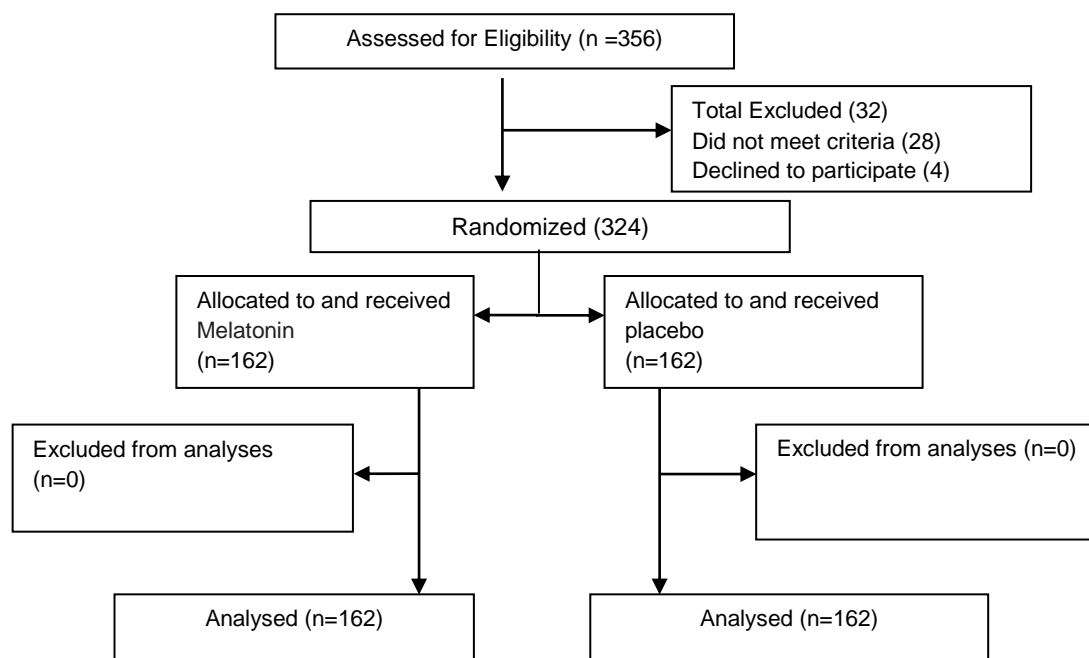 Assessed for Eligibility (n =356)
Total Excluded (32)
Did not meet criteria (28)
Declined to participate (4)
Randomized (324)
Allocated to and received
Melatonin
(n=162)
Allocated to and received
placebo
(n=162)
Excluded from analyses
(n=0)
Excluded from analyses (n=0)
Analysed (n=162)
Analysed (n=162)